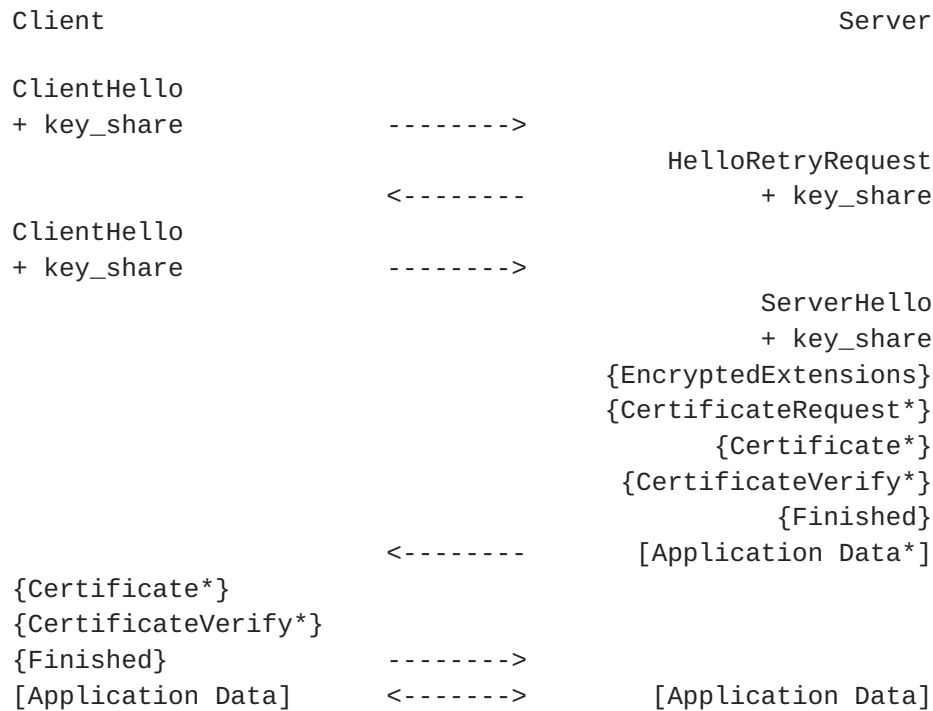 Client                                               Server

ClientHello
+ key_share             -------->
                                          HelloRetryRequest
                        <--------               + key_share
ClientHello
+ key_share             -------->
                                                ServerHello
                                                + key_share
                                      {EncryptedExtensions}
                                      {CertificateRequest*}
                                             {Certificate*}
                                       {CertificateVerify*}
                                                 {Finished}
                        <--------       [Application Data*]
{Certificate*}
{CertificateVerify*}
{Finished}              -------->
[Application Data]      <------->        [Application Data]